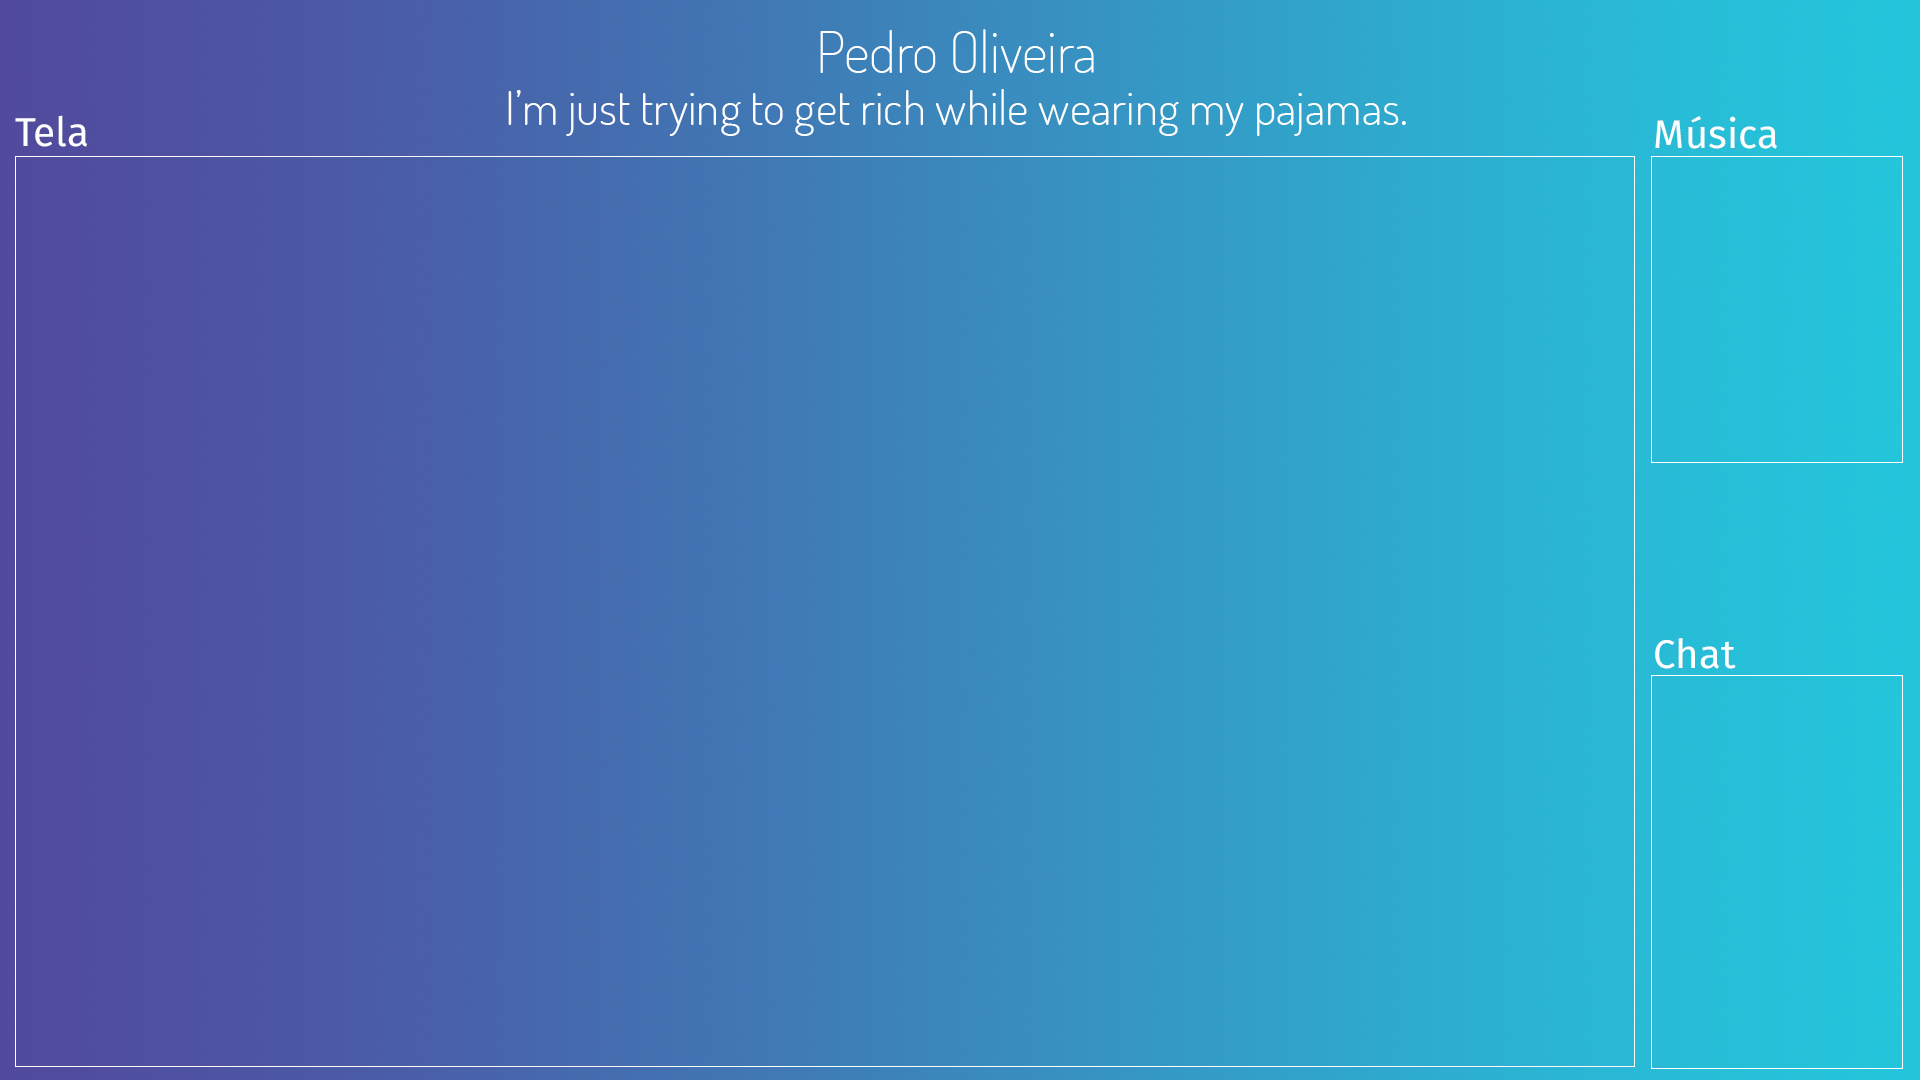 Pedro Oliveira
I’m just trying to get rich while wearing my pajamas.
Tela
Música
Chat